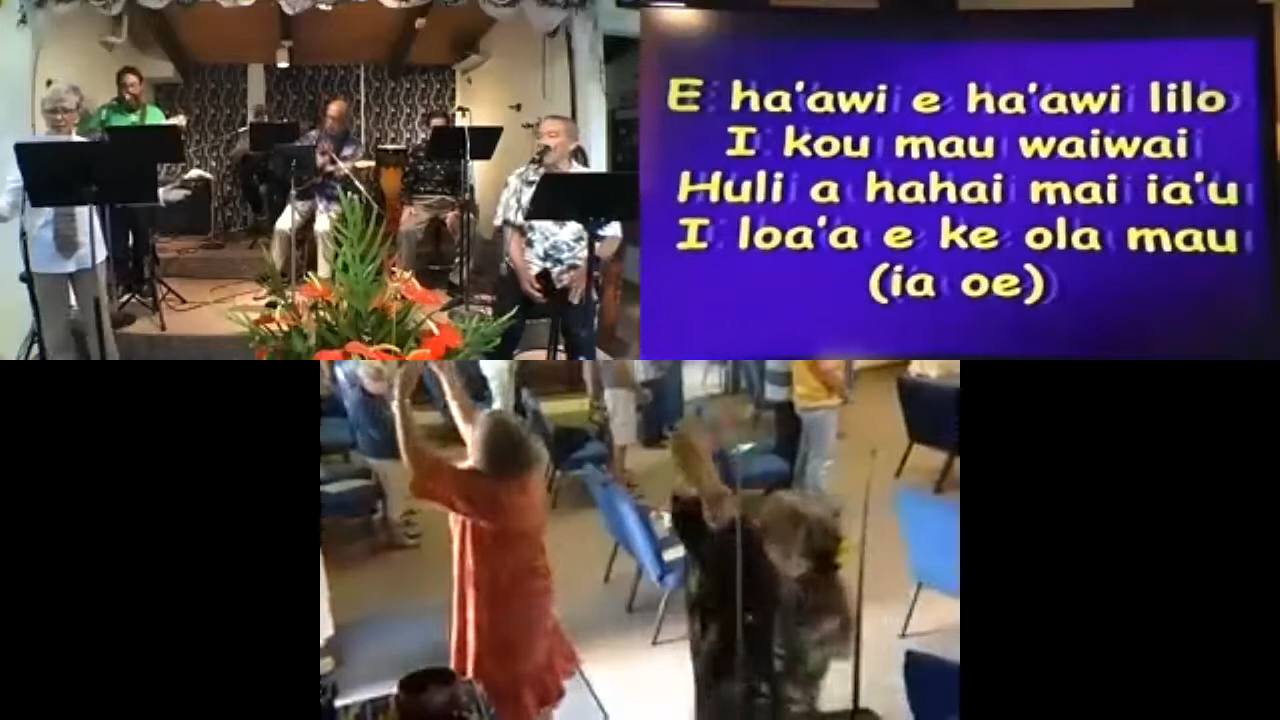 E ha'awi e ha'awi lilo
I kou mau waiwai
Huli a hahai mai ia'u
I loa'a e ke ola mau
(ia oe)